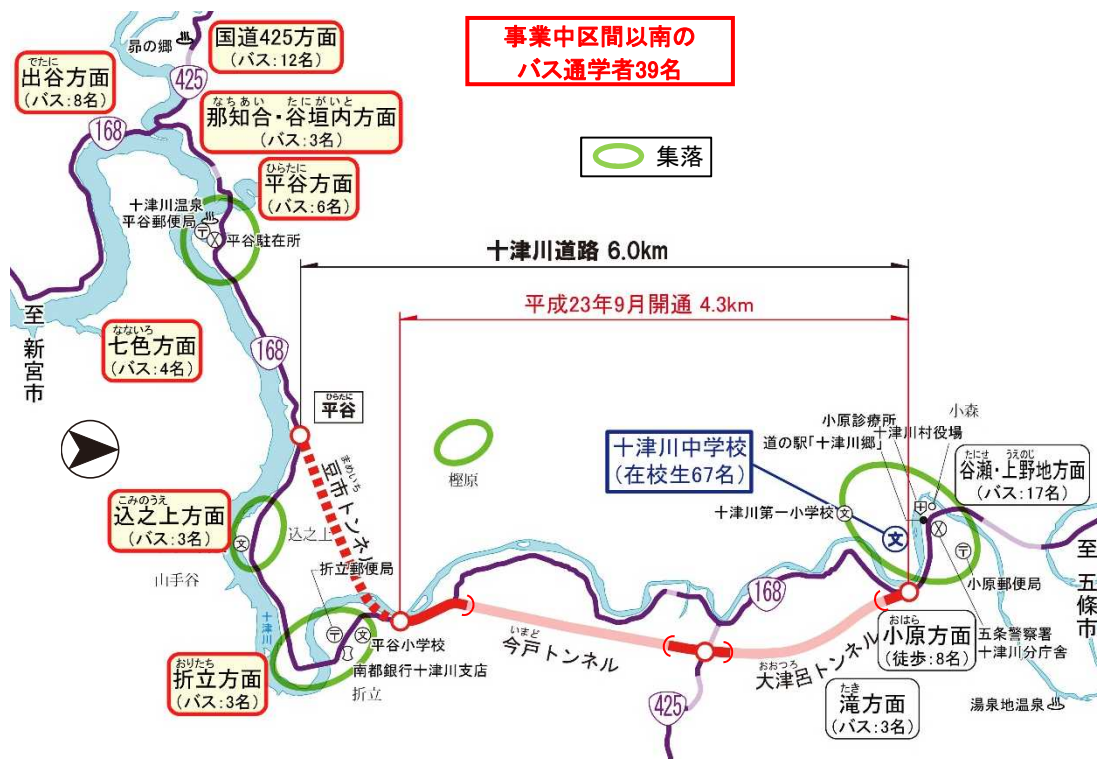 事業中区間以南の
バス通学者39名
集落
昴の郷
国道425方面
(バス:12名)
でたに
出谷方面
(バス:8名)
425
168
なちあい たにがいと
那知合・谷垣内方面
(バス:3名)
ひらたに
平谷方面
(バス:6名)
十津川温泉
平谷郵便局
平谷駐在所
至新宮市
なないろ
七色方面
(バス:4名)
168
十津川道路 6.0km
平成23年9月開通 4.3km
ひらたに
平谷
まめいち
豆市トンネル
樫原
十津川中学校
(在校生67名)
小原診療所
小森
十津川村役場
道の駅「十津川郷」
たにせ うえのじ
谷瀬・上野地方面
(バス:17名)
十津川第一小学校
文
文
小原郵便局
至五條市
こみのうえ
込之上方面
(バス:3名)
込之上
文
山手谷
折立郵便局
十津川
文
平谷小学校
南都銀行十津川支店
折立
おりたち
折立方面
(バス:3名)
168
いまど
今戸トンネル
おおつろ
大津呂トンネル
425
おはら
小原方面
(徒歩:8名)
五条警察署
十津川分庁舎
たき
滝方面
(バス:3名)
湯泉地温泉